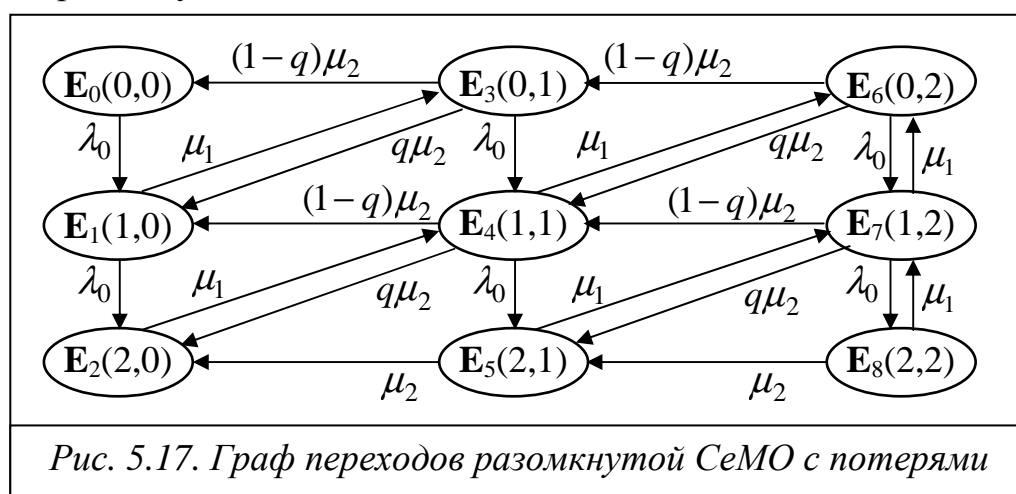 (1−q)μ₂ (1−q)μ₂
E₀(0,0) E₃(0,1) E₆(0,2)
λ₀ μ₁ qμ₂ λ₀ μ₁ qμ₂ λ₀ μ₁
(1−q)μ₂ (1−q)μ₂
E₁(1,0) E₄(1,1) E₇(1,2)
λ₀ μ₁ qμ₂ λ₀ μ₁ qμ₂ λ₀ μ₁
E₂(2,0) E₅(2,1) E₈(2,2)
μ₂ μ₂
Рис. 5.17. Граф переходов разомкнутой СеМО с потерями